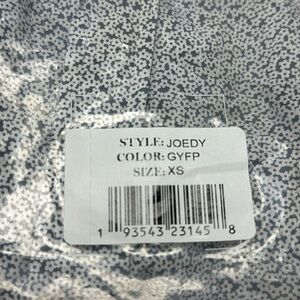 STYLE: JOEDY
COLOR: GYFP
SIZE: XS
1 93543 23145 8